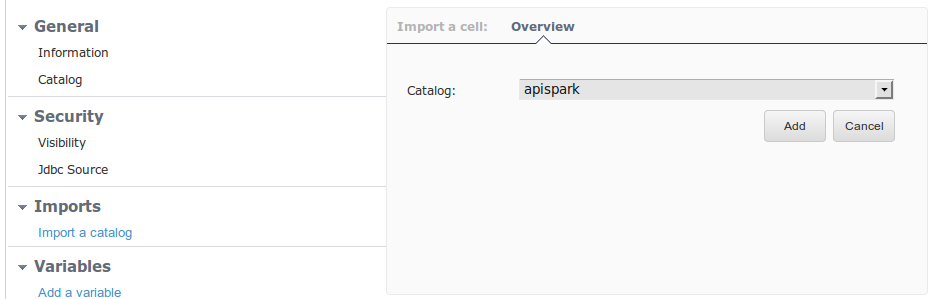 General
Information
Catalog
Security
Visibility
Jdbc Source
Imports
Import a catalog
Variables
Add a variable
Import a cell: Overview
Catalog: apispark
Add Cancel